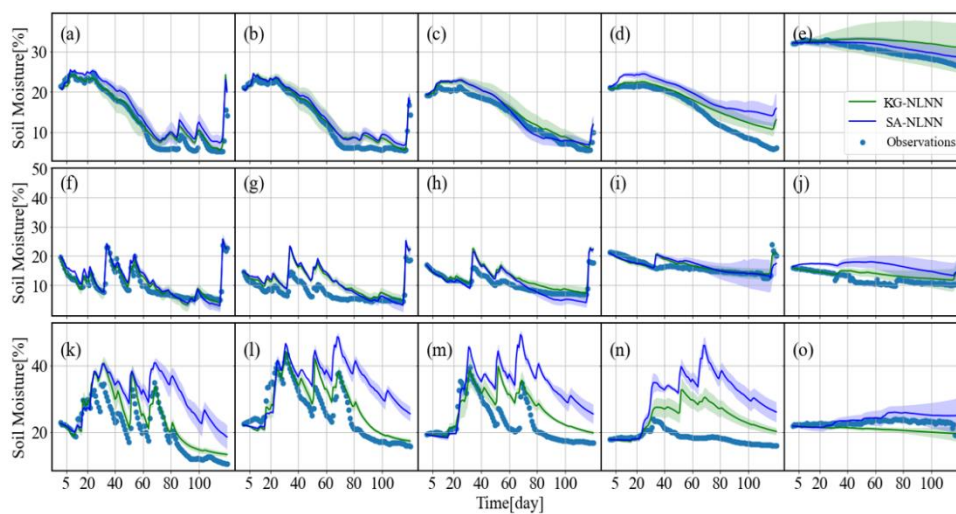 (a) (b) (c) (d) (e)
Soil Moisture[%]
30
20
10
KG-NLNN
SA-NLNN
Observations
(f) (g) (h) (i) (j)
Soil Moisture[%]
50
40
30
20
10
(k) (l) (m) (n) (o)
Soil Moisture[%]
40
20
5 20 40 60 80 100 5 20 40 60 80 100 5 20 40 60 80 100 5 20 40 60 80 100 5 20 40 60 80 100
Time[day]